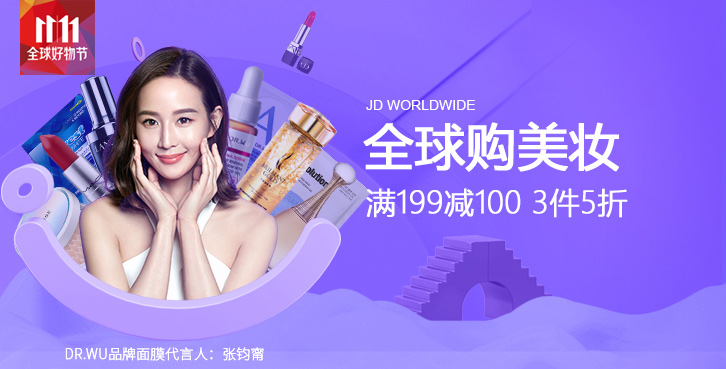 11.11
全球好物节
JD WORLDWIDE
全球购美妆
满199减100 3件5折
DR.WU品牌面膜代言人：张钧甯